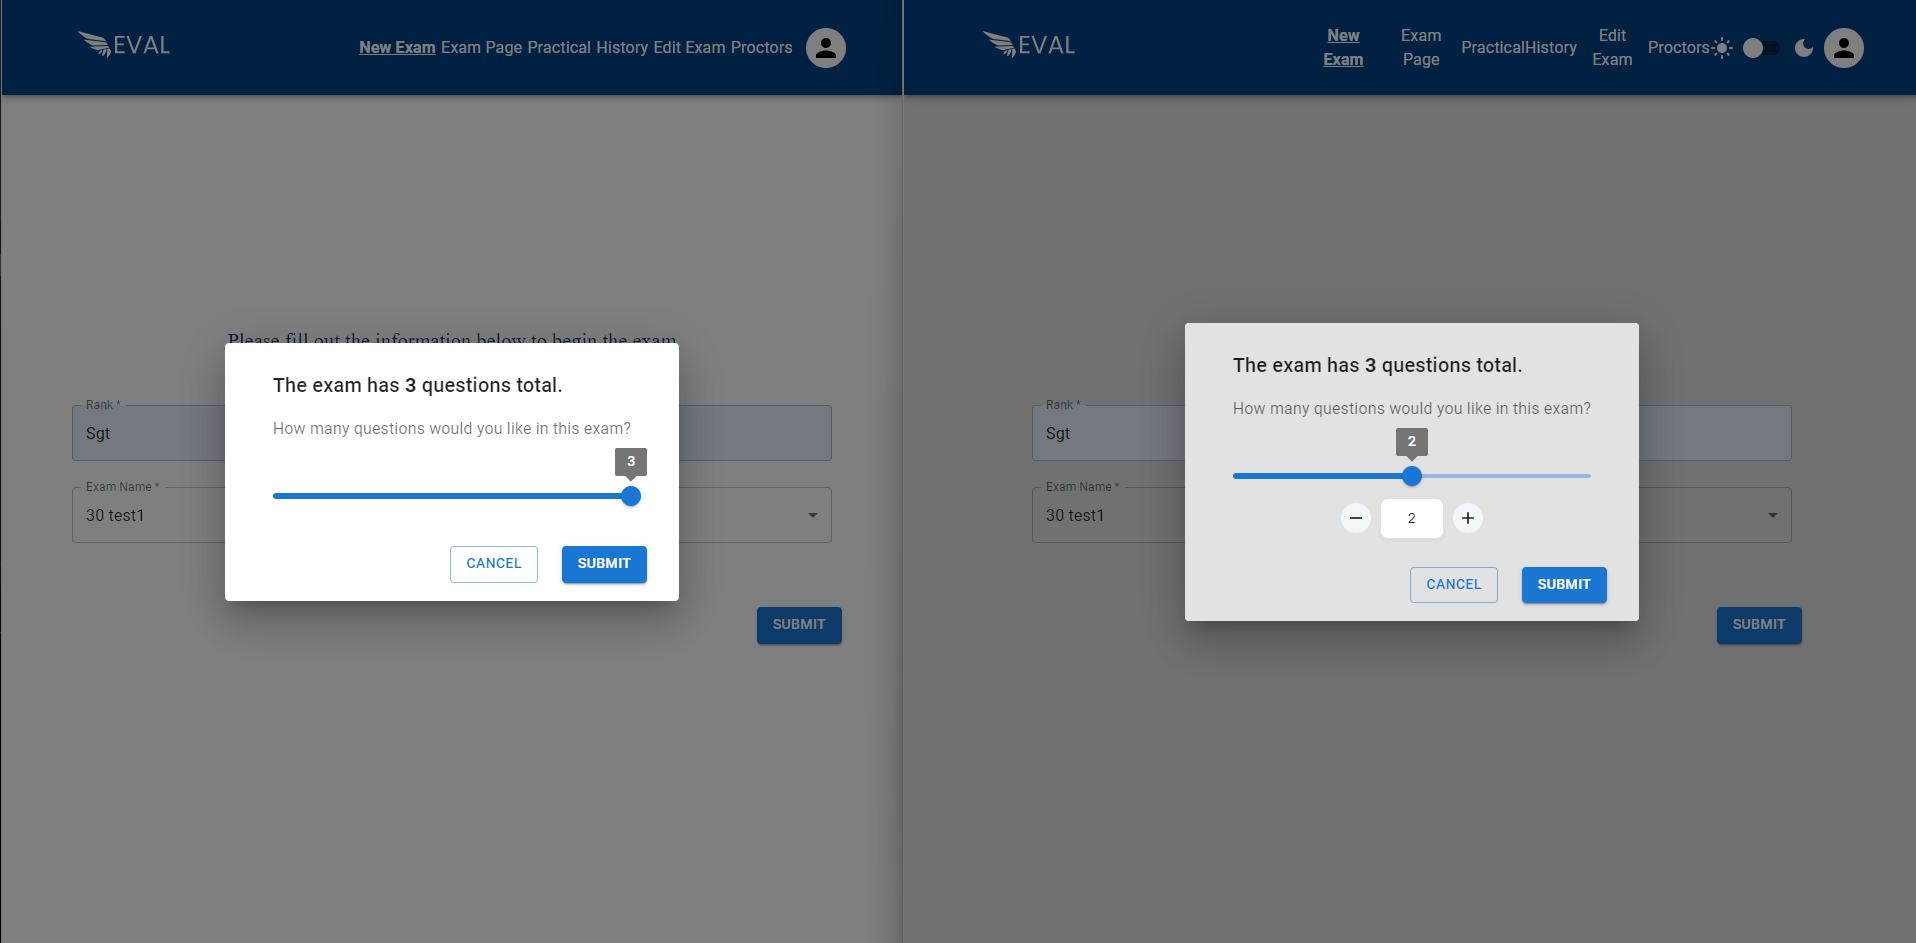 EVAL
New Exam Exam Page Practical History Edit Exam Proctors
Please fill out the information below to begin the exam
The exam has 3 questions total.
How many questions would you like in this exam?
3
Rank *
Sgt
Exam Name *
30 test1
CANCEL
SUBMIT
SUBMIT
EVAL
New
Exam
Exam
Page
Practical
History
Edit
Exam
Proctors
The exam has 3 questions total.
How many questions would you like in this exam?
2
2
Rank *
Sgt
Exam Name *
30 test1
CANCEL
SUBMIT
SUBMIT